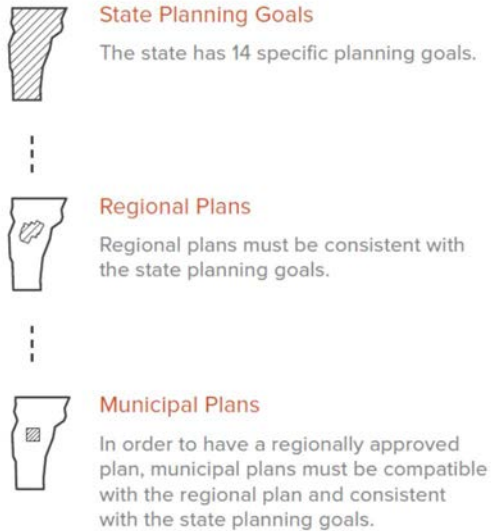 State Planning Goals
The state has 14 specific planning goals.
Regional Plans
Regional plans must be consistent with
the state planning goals.
Municipal Plans
In order to have a regionally approved
plan, municipal plans must be compatible
with the regional plan and consistent
with the state planning goals.